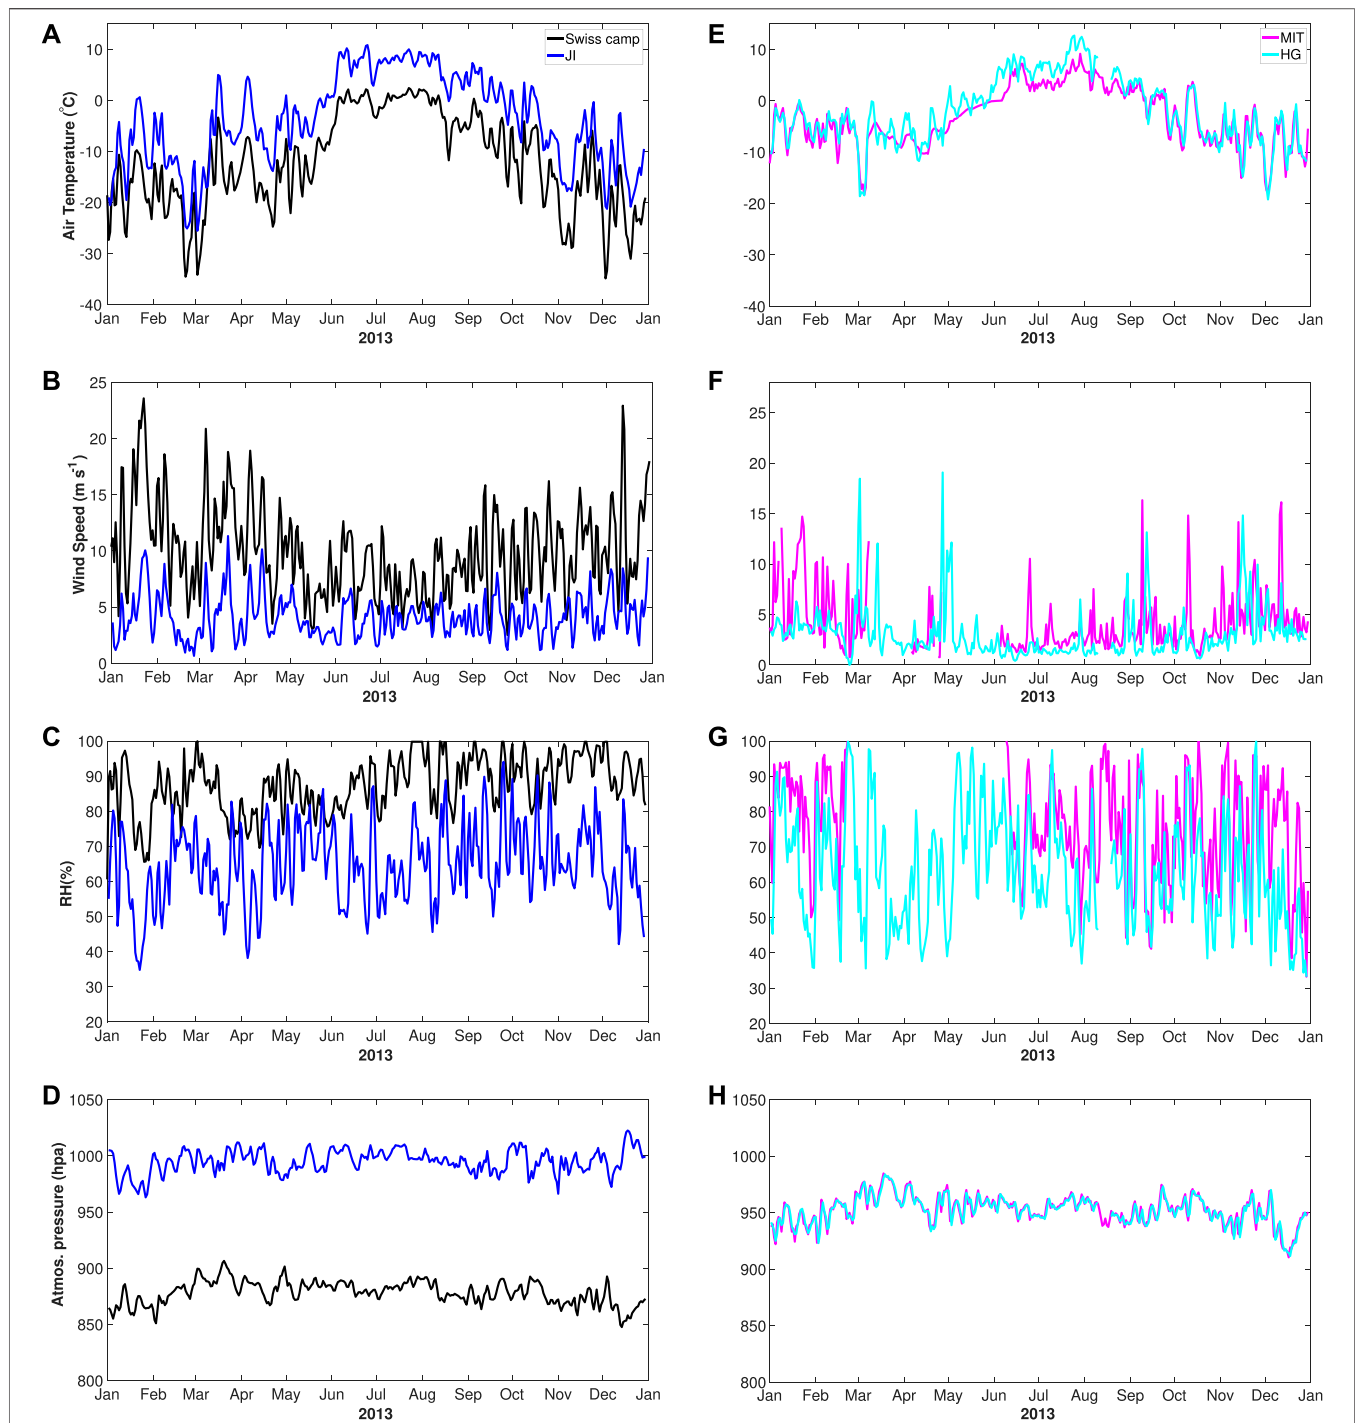 A
Air Temperature (°C)
10
0
-10
-20
-30
-40
Swiss camp
JI
Jan Feb Mar Apr May Jun Jul Aug Sep Oct Nov Dec Jan
2013
E
10
0
-10
-20
-30
-40
MIT
HG
Jan Feb Mar Apr May Jun Jul Aug Sep Oct Nov Dec Jan
2013
B
Wind Speed (m s-1)
25
20
15
10
5
0
Jan Feb Mar Apr May Jun Jul Aug Sep Oct Nov Dec Jan
2013
F
25
20
15
10
5
0
Jan Feb Mar Apr May Jun Jul Aug Sep Oct Nov Dec Jan
2013
C
RH(%)
100
90
80
70
60
50
40
30
20
Jan Feb Mar Apr May Jun Jul Aug Sep Oct Nov Dec Jan
2013
G
100
90
80
70
60
50
40
30
20
Jan Feb Mar Apr May Jun Jul Aug Sep Oct Nov Dec Jan
2013
D
Atmos. pressure (hpa)
1050
1000
950
900
850
800
Jan Feb Mar Apr May Jun Jul Aug Sep Oct Nov Dec Jan
2013
H
1050
1000
950
900
850
800
Jan Feb Mar Apr May Jun Jul Aug Sep Oct Nov Dec Jan
2013